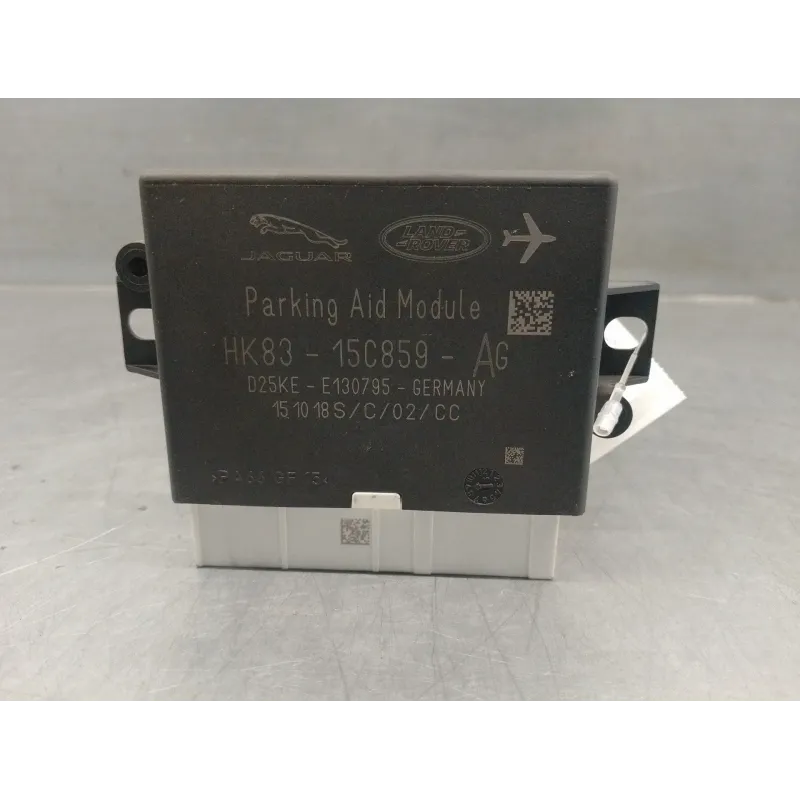 JAGUAR
LAND ROVER
Parking Aid Module
HK83 - 15C859 - AG
D25KE - E130795 - GERMANY
15.10.18 S/C/02/CC